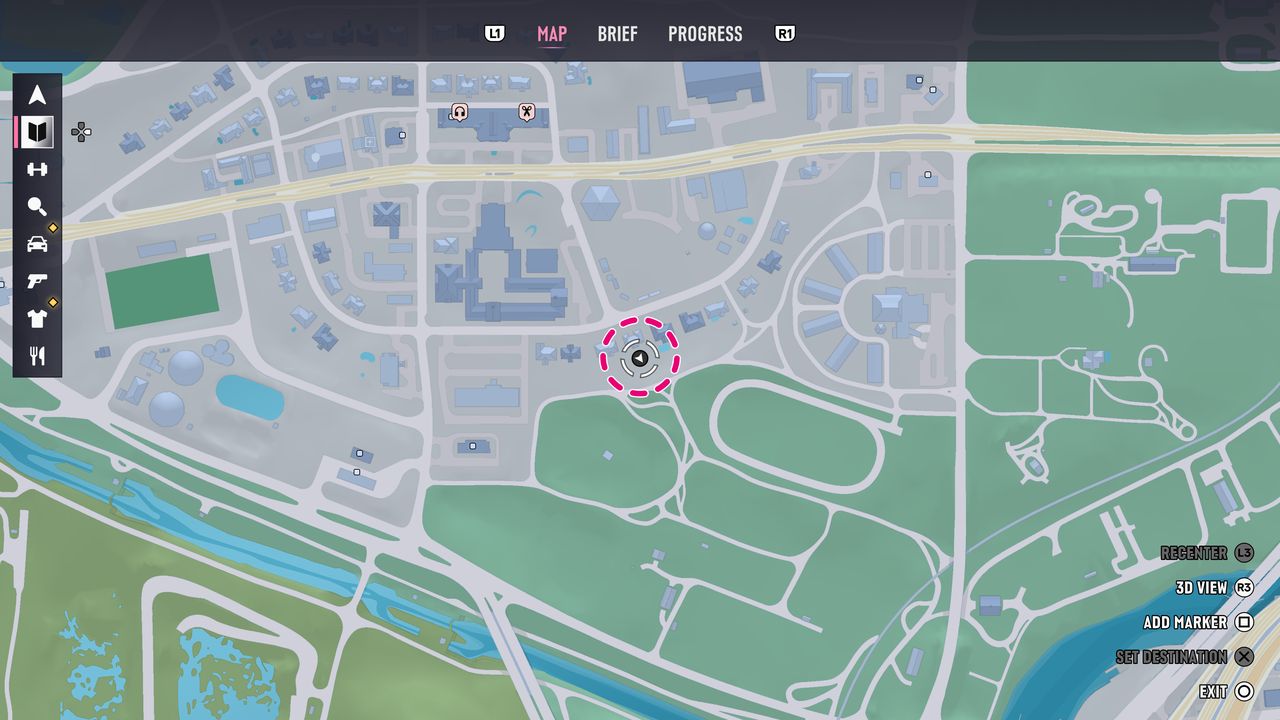 L1 MAP BRIEF PROGRESS R1
RECENTER L3
3D VIEW R3
ADD MARKER
SET DESTINATION
EXIT